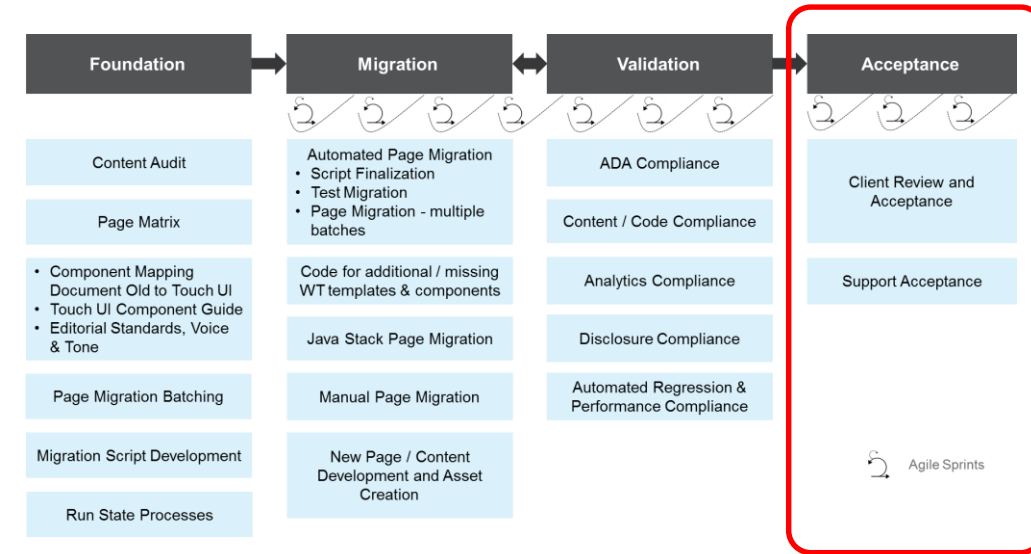 Foundation
Migration
Validation
Acceptance
Content Audit
Page Matrix
• Component Mapping
Document Old to Touch UI
• Touch UI Component Guide
• Editorial Standards, Voice
& Tone
Page Migration Batching
Migration Script Development
Run State Processes
Automated Page Migration
• Script Finalization
• Test Migration
• Page Migration - multiple
batches
Code for additional / missing
WT templates & components
Java Stack Page Migration
Manual Page Migration
New Page / Content
Development and Asset
Creation
ADA Compliance
Content / Code Compliance
Analytics Compliance
Disclosure Compliance
Automated Regression &
Performance Compliance
Client Review and
Acceptance
Support Acceptance
Agile Sprints